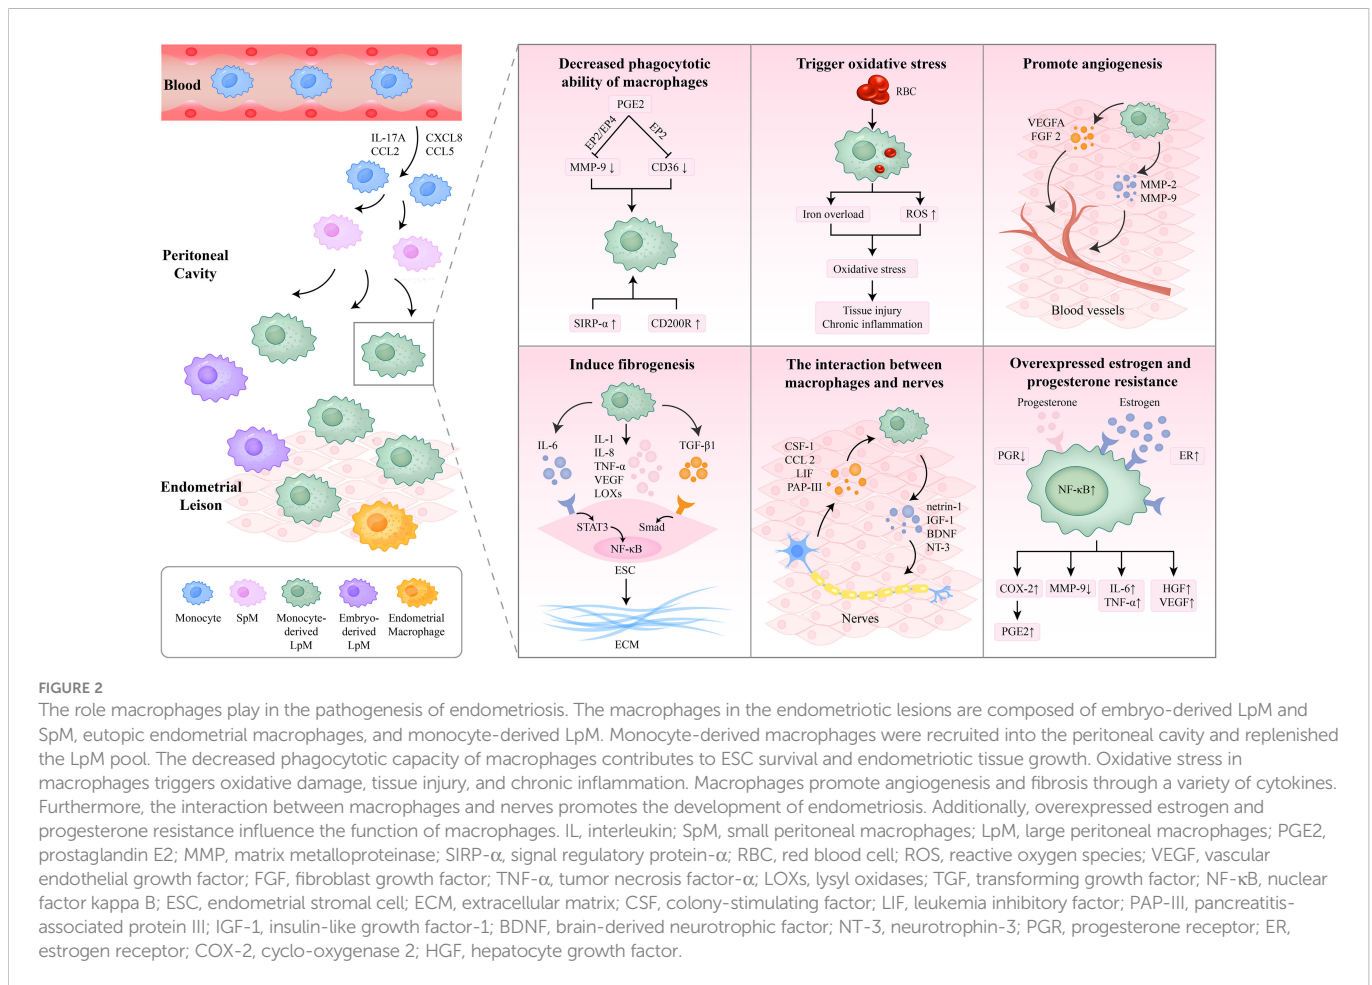 Blood
IL-17A
CCL2
CXCL8
CCL5
Peritoneal
Cavity
Endometrial
Leison
Monocyte
SpM
Monocyte-
derived
LpM
Embryo-
derived
LpM
Endometrial
Macrophage
Decreased phagocytotic
ability of macrophages
PGE2
EP2/EP4
EP2
MMP-9 ↓
CD36 ↓
SIRP-α ↑
CD200R ↑
Trigger oxidative stress
RBC
Iron overload
ROS ↑
Oxidative stress
Tissue injury
Chronic inflammation
Promote angiogenesis
VEGFA
FGF 2
MMP-2
MMP-9
Blood vessels
Induce fibrogenesis
IL-6
IL-1
IL-8
TNF-α
VEGF
LOXs
TGF-β1
STAT3
Smad
NF-κB
ESC
ECM
The interaction between
macrophages and nerves
CSF-1
CCL 2
LIF
PAP-III
netrin-1
IGF-1
BDNF
NT-3
Nerves
Overexpressed estrogen and
progesterone resistance
Progesterone
Estrogen
PGR↓
ER↑
NF-κB↑
COX-2↑
MMP-9↓
IL-6↑
TNF-α↑
HGF↑
VEGF↑
PGE2↑
FIGURE 2
The role macrophages play in the pathogenesis of endometriosis. The macrophages in the endometriotic lesions are composed of embryo-derived LpM and
SpM, eutopic endometrial macrophages, and monocyte-derived LpM. Monocyte-derived macrophages were recruited into the peritoneal cavity and replenished
the LpM pool. The decreased phagocytotic capacity of macrophages contributes to ESC survival and endometriotic tissue growth. Oxidative stress in
macrophages triggers oxidative damage, tissue injury, and chronic inflammation. Macrophages promote angiogenesis and fibrosis through a variety of cytokines.
Furthermore, the interaction between macrophages and nerves promotes the development of endometriosis. Additionally, overexpressed estrogen and
progesterone resistance influence the function of macrophages. IL, interleukin; SpM, small peritoneal macrophages; LpM, large peritoneal macrophages; PGE2,
prostaglandin E2; MMP, matrix metalloproteinase; SIRP-α, signal regulatory protein-α; RBC, red blood cell; ROS, reactive oxygen species; VEGF, vascular
endothelial growth factor; FGF, fibroblast growth factor; TNF-α, tumor necrosis factor-α; LOXs, lysyl oxidases; TGF, transforming growth factor; NF-κB, nuclear
factor kappa B; ESC, endometrial stromal cell; ECM, extracellular matrix; CSF, colony-stimulating factor; LIF, leukemia inhibitory factor; PAP-III, pancreatitis-
associated protein III; IGF-1, insulin-like growth factor-1; BDNF, brain-derived neurotrophic factor; NT-3, neurotrophin-3; PGR, progesterone receptor; ER,
estrogen receptor; COX-2, cyclo-oxygenase 2; HGF, hepatocyte growth factor.